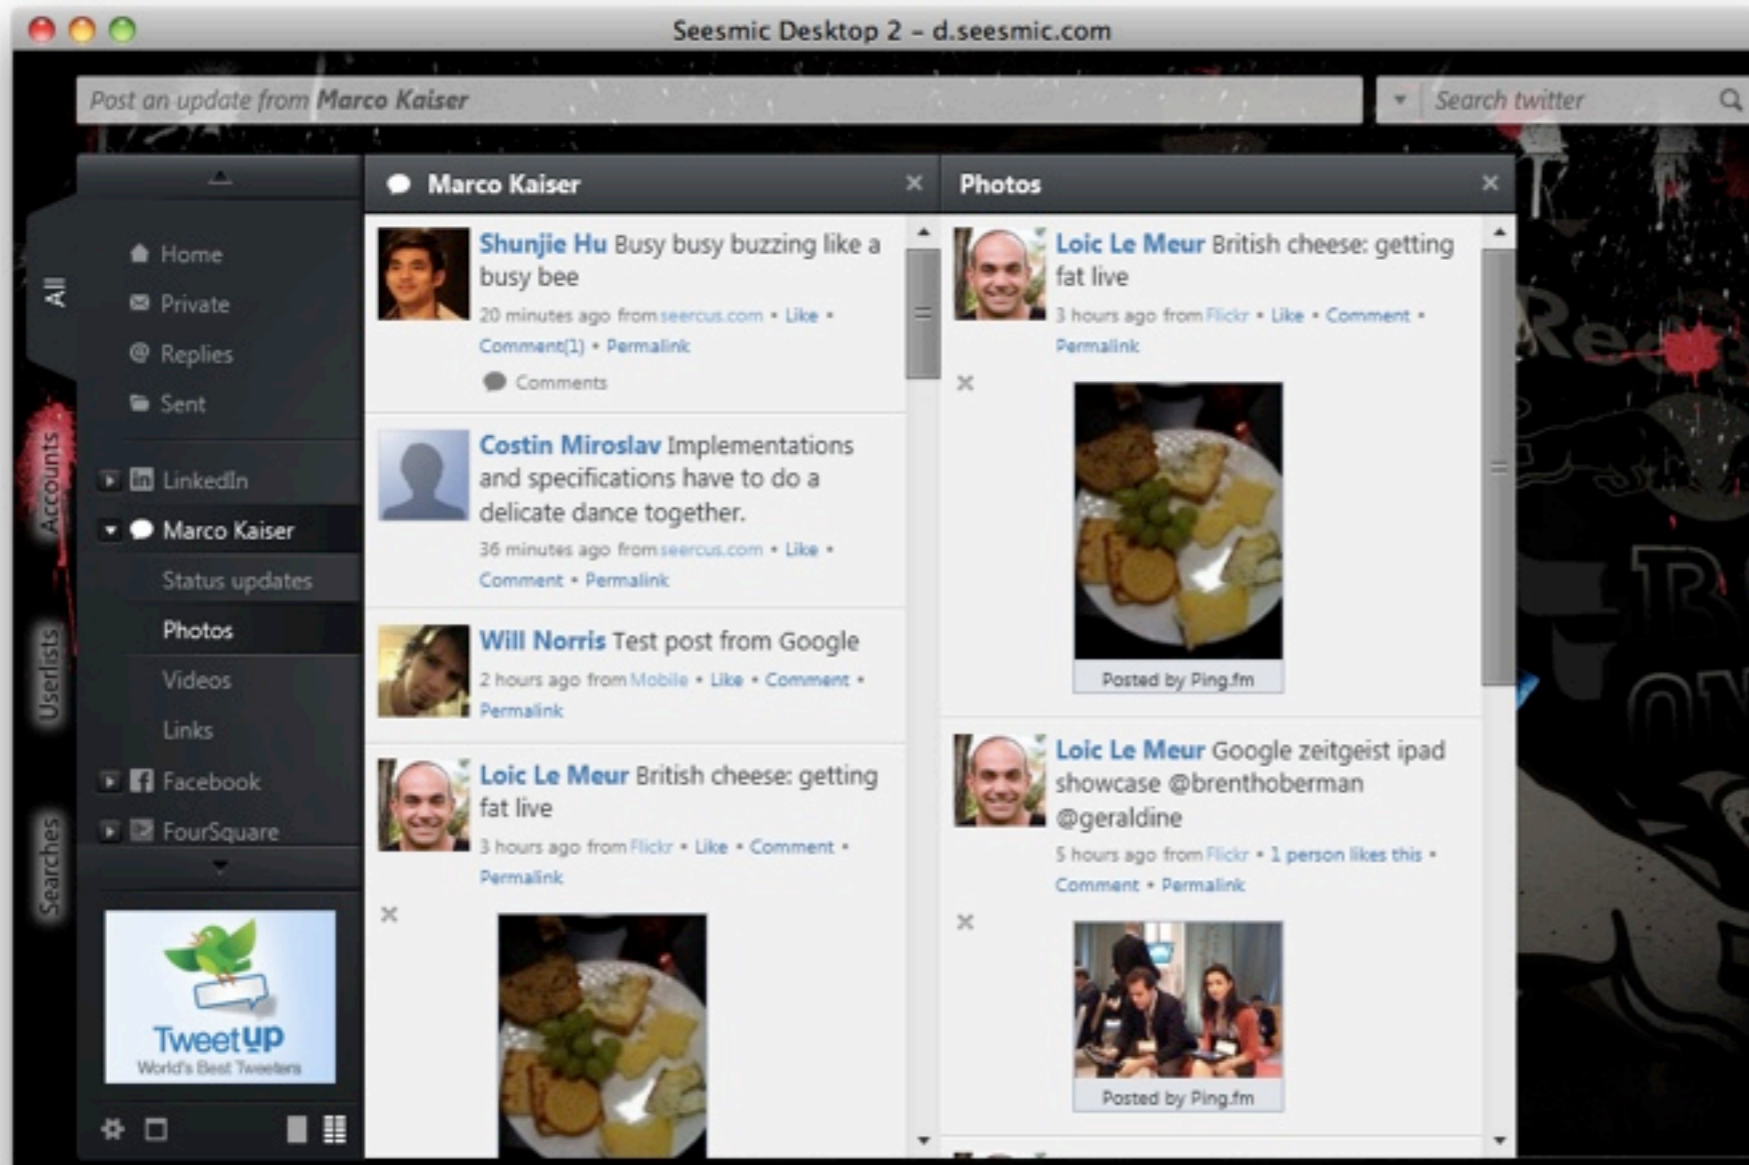 Seesmic Desktop 2 – d.seesmic.com
Post an update from Marco Kaiser
Search twitter
All
Accounts
Userlists
Searches
Home
Private
Replies
Sent
LinkedIn
Marco Kaiser
Status updates
Photos
Videos
Links
Facebook
FourSquare
TweetUp
World's Best Tweeters
Marco Kaiser
Shunjie Hu Busy busy buzzing like a
busy bee
20 minutes ago from seercus.com • Like •
Comment(1) • Permalink
Comments
Costin Miroslav Implementations
and specifications have to do a
delicate dance together.
36 minutes ago from seercus.com • Like •
Comment • Permalink
Will Norris Test post from Google
2 hours ago from Mobile • Like • Comment •
Permalink
Loic Le Meur British cheese: getting
fat live
3 hours ago from Flickr • Like • Comment •
Permalink
Photos
Loic Le Meur British cheese: getting
fat live
3 hours ago from Flickr • Like • Comment •
Permalink
Posted by Ping.fm
Loic Le Meur Google zeitgeist ipad
showcase @brenthoberman
@geraldine
5 hours ago from Flickr • 1 person likes this •
Comment • Permalink
Posted by Ping.fm